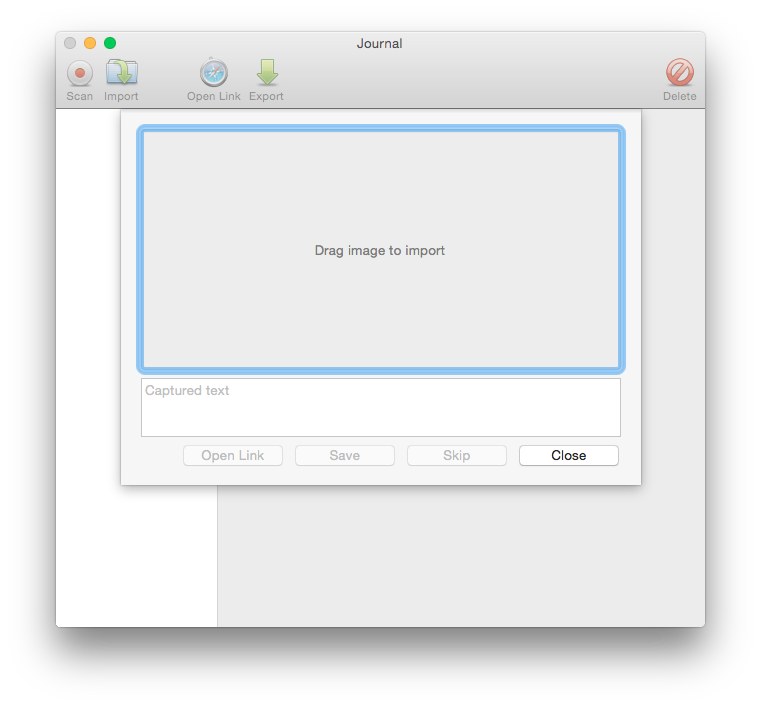 Journal
Scan Import Open Link Export Delete
Drag image to import
Captured text
Open Link Save Skip Close